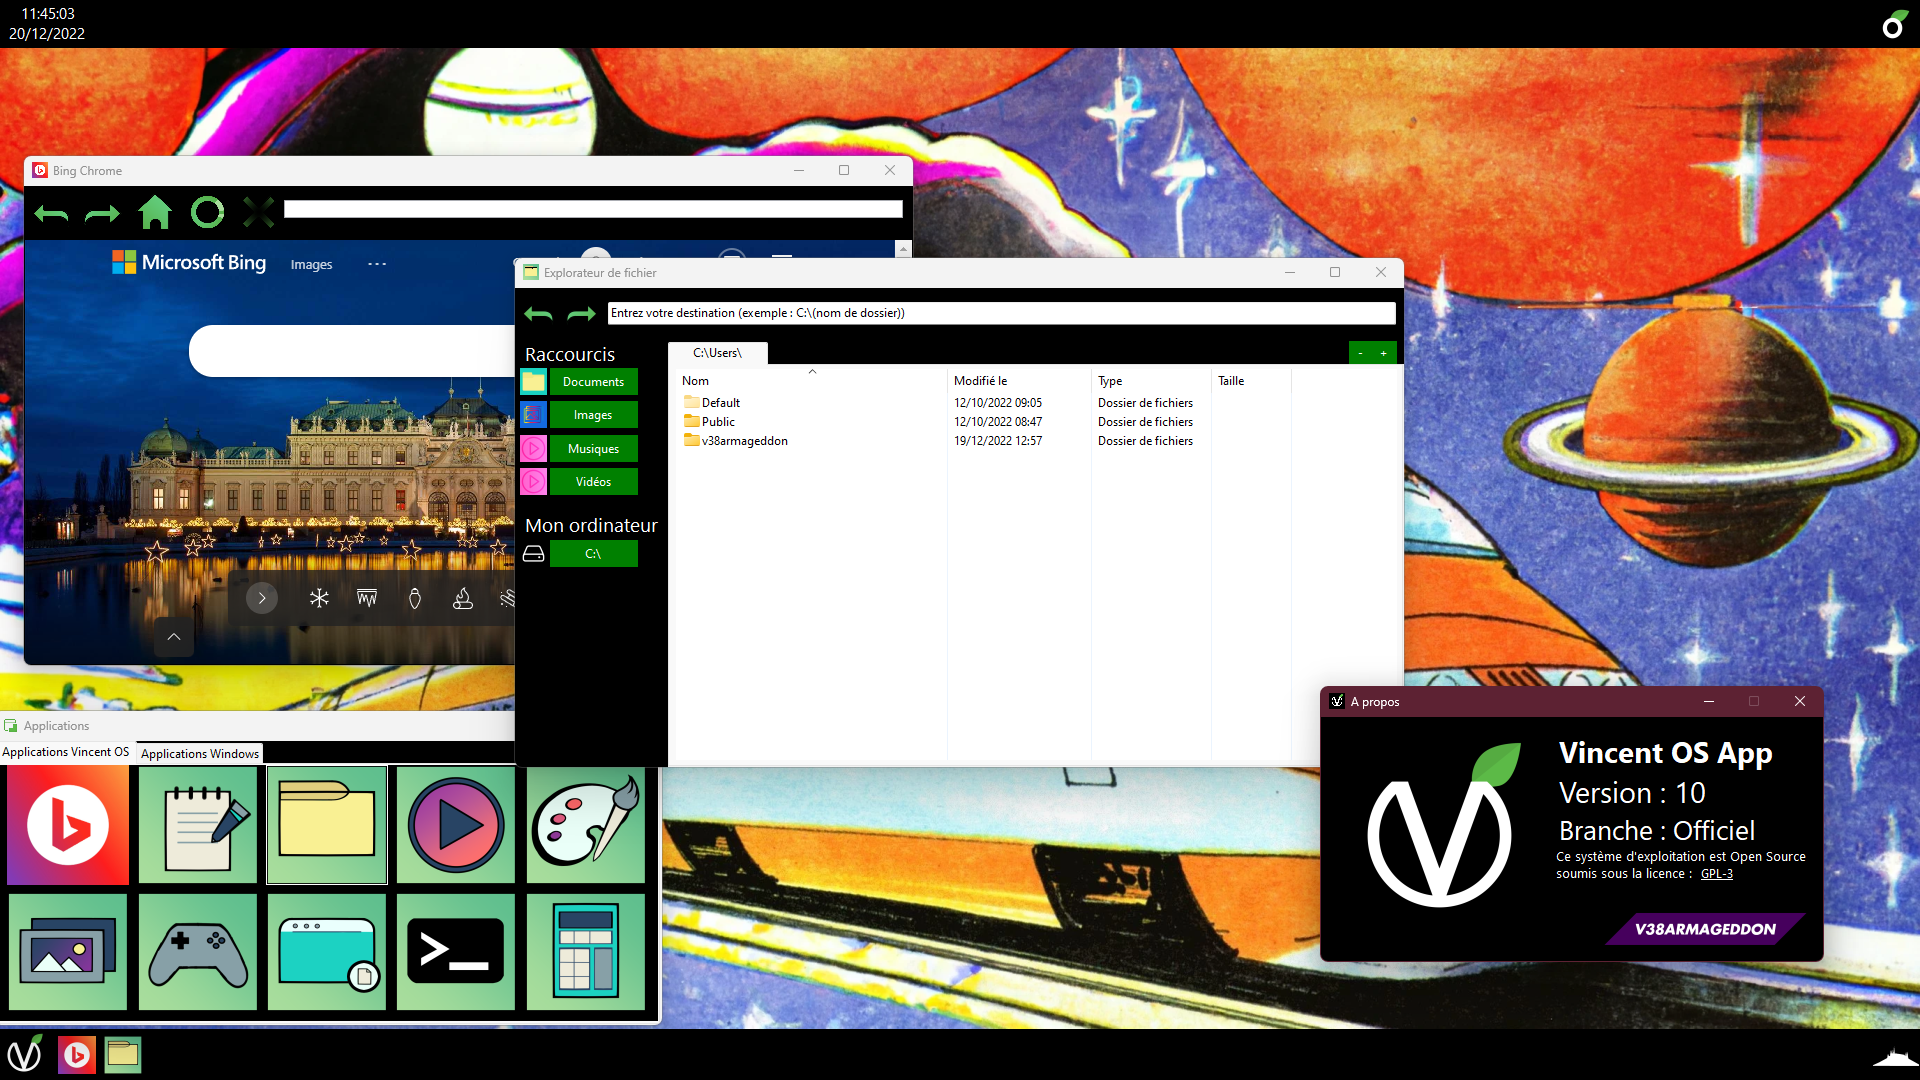 11:45:03
20/12/2022
Bing Chrome
Microsoft Bing
Images
Explorateur de fichier
Entrez votre destination (exemple : C:\(nom de dossier))
Raccourcis
Documents
Images
Musiques
Vidéos
Mon ordinateur
C:\
C:\Users\
- +
Nom Modifié le Type Taille
Default 12/10/2022 09:05 Dossier de fichiers
Public 12/10/2022 08:47 Dossier de fichiers
v38armageddon 19/12/2022 12:57 Dossier de fichiers
Applications
Applications Vincent OS
Applications Windows
A propos
Vincent OS App
Version : 10
Branche : Officiel
Ce système d'exploitation est Open Source
soumis sous la licence : GPL-3
V38ARMAGEDDON